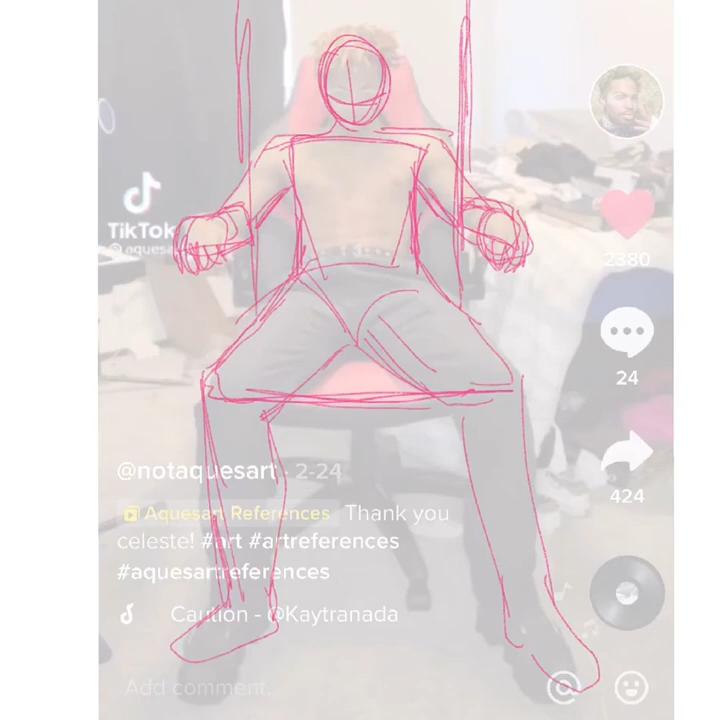 TikTok
@ aquesa
2380
24
424
@notaquesart · 2-24
Aquesart References Thank you
celeste! #art #artreferences
#aquesartreferences
Caution - @Kaytranada
Add comment...